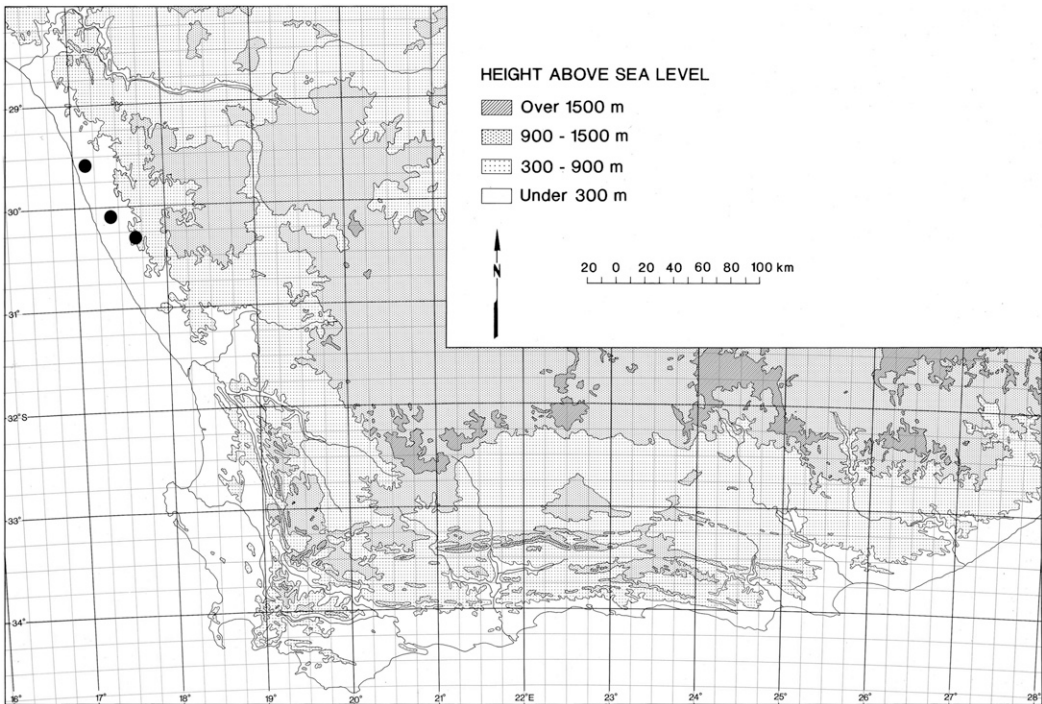 HEIGHT ABOVE SEA LEVEL
Over 1500 m
900 - 1500 m
300 - 900 m
Under 300 m
N
20 0 20 40 60 80 100 km
29°
30°
31°
32°S
33°
34°
16° 17° 18° 19° 20° 21° 22°E 23° 24° 25° 26° 27° 28°